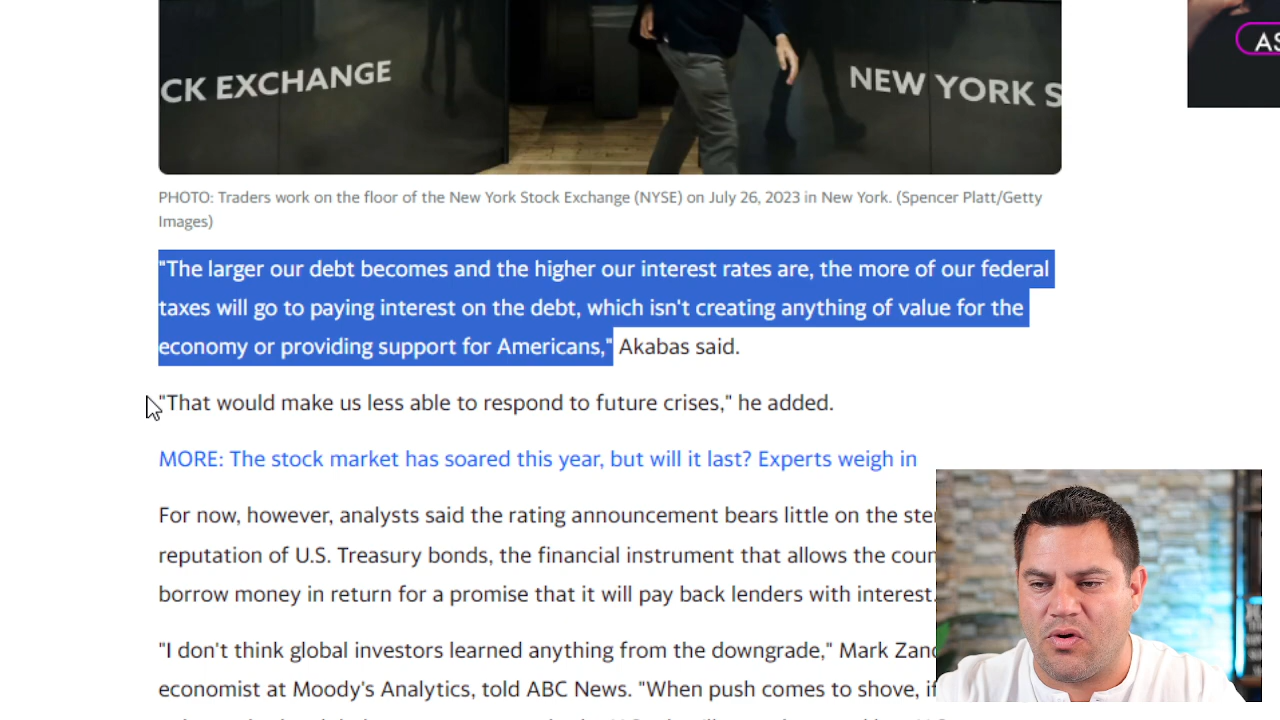 CK EXCHANGE
NEW YORK S
AS
PHOTO: Traders work on the floor of the New York Stock Exchange (NYSE) on July 26, 2023 in New York. (Spencer Platt/Getty
Images)
"The larger our debt becomes and the higher our interest rates are, the more of our federal
taxes will go to paying interest on the debt, which isn't creating anything of value for the
economy or providing support for Americans," Akabas said.
"That would make us less able to respond to future crises," he added.
MORE: The stock market has soared this year, but will it last? Experts weigh in
For now, however, analysts said the rating announcement bears little on the
reputation of U.S. Treasury bonds, the financial instrument that allows the
borrow money in return for a promise that it will pay back lenders with interest.
"I don't think global investors learned anything from the downgrade," Mark
economist at Moody's Analytics, told ABC News. "When push comes to shove,